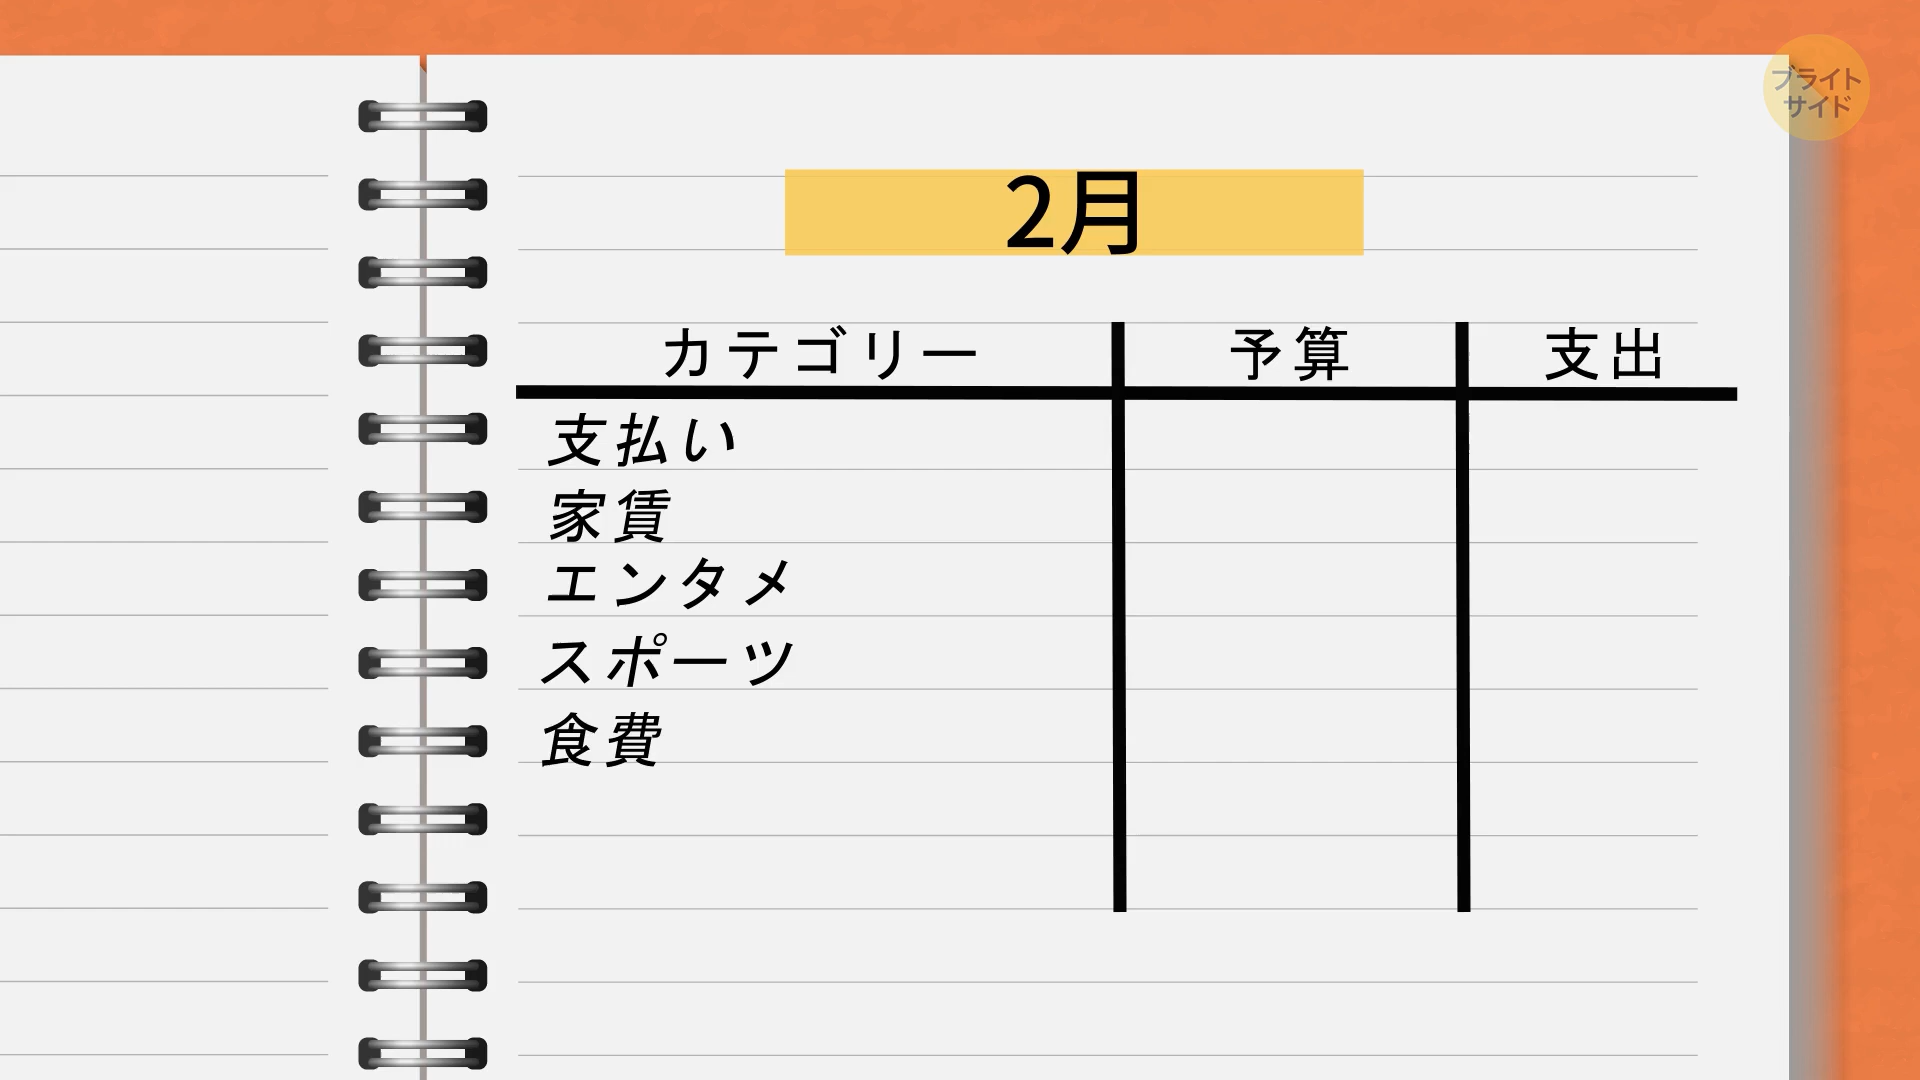 ブライト
サイド
2月
カテゴリー 予算 支出
支払い
家賃
エンタメ
スポーツ
食費